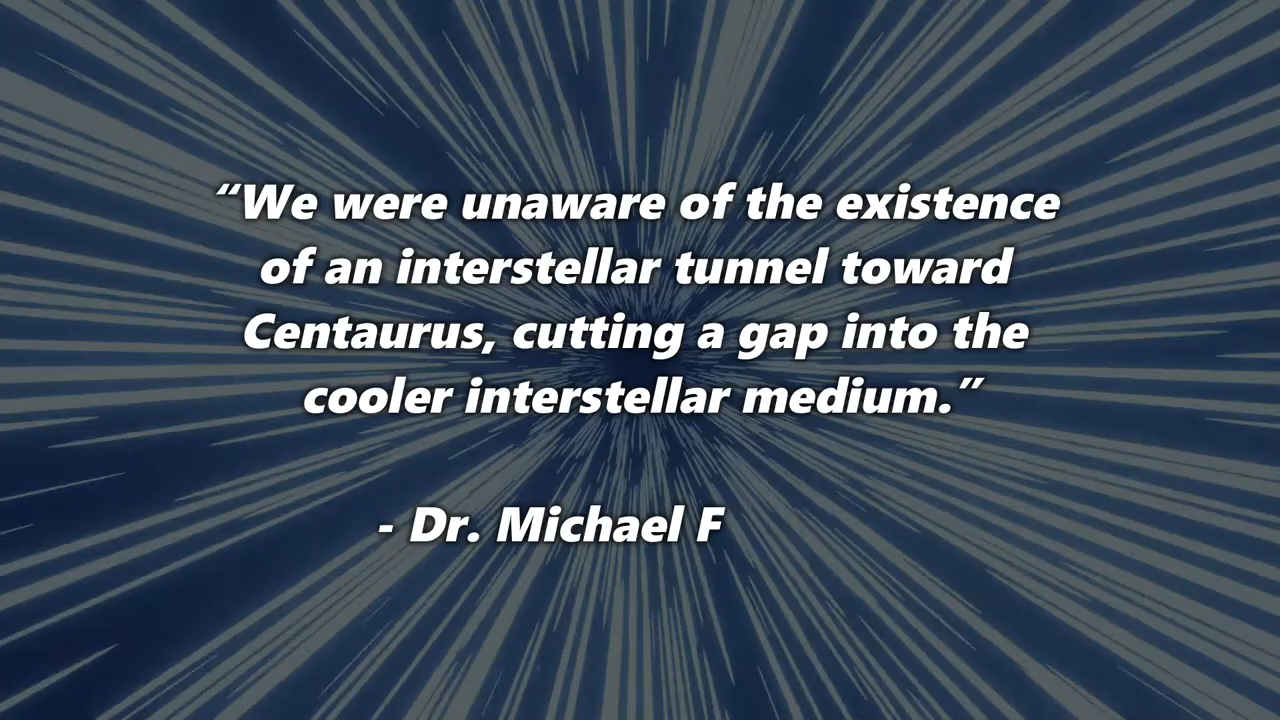 “We were unaware of the existence
of an interstellar tunnel toward
Centaurus, cutting a gap into the
cooler interstellar medium.”
- Dr. Michael F